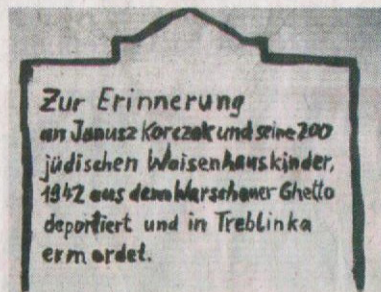 Zur Erinnerung
an Janusz Korczak und seine 200
jüdischen Waisenhauskinder,
1942 aus dem Warschauer Ghetto
deportiert und in Treblinka
ermordet.